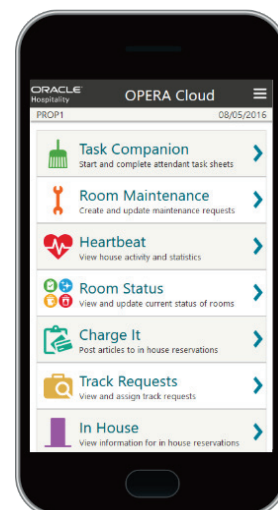 ORACLE
Hospitality
OPERA Cloud
PROP1
08/05/2016
Task Companion
Start and complete attendant task sheets
Room Maintenance
Create and update maintenance requests
Heartbeat
View house activity and statistics
Room Status
View and update current status of rooms
Charge It
Post articles to in house reservations
Track Requests
View and assign track requests
In House
View information for in house reservations